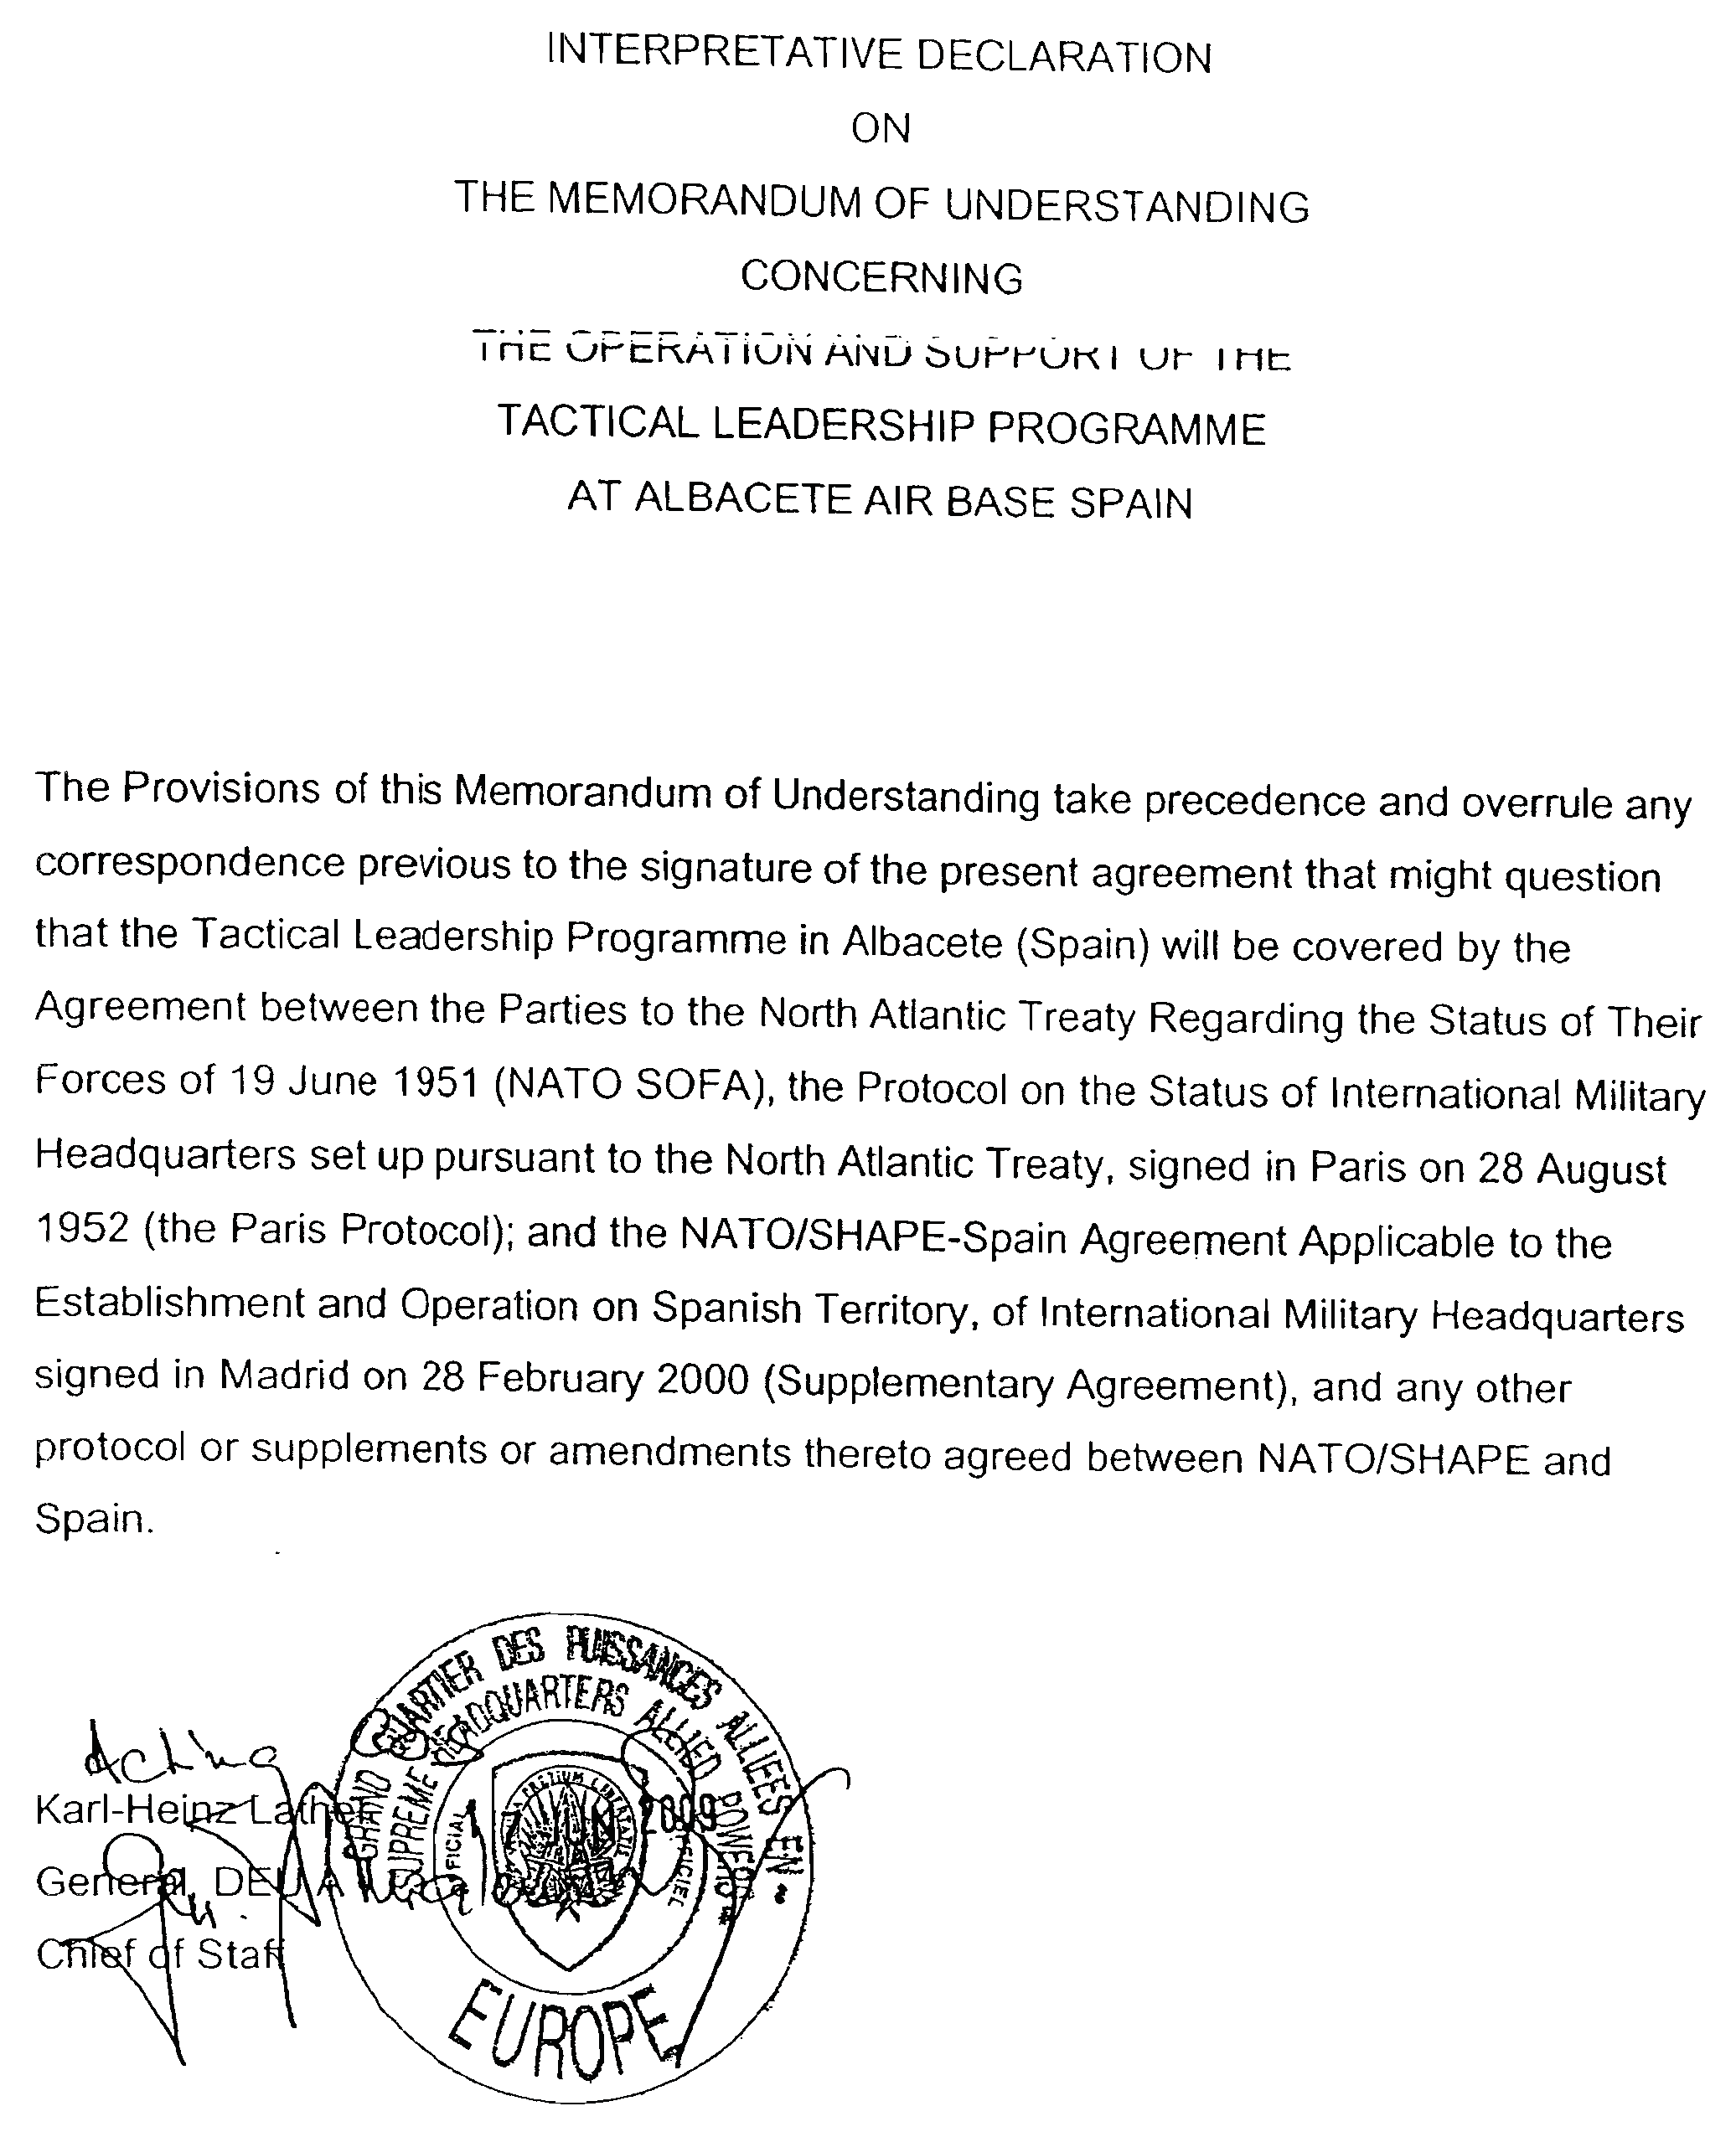 INTERPRETATIVE DECLARATION
ON
THE MEMORANDUM OF UNDERSTANDING
CONCERNING
THE OPERATION AND SUPPORT OF THE
TACTICAL LEADERSHIP PROGRAMME
AT ALBACETE AIR BASE SPAIN
The Provisions of this Memorandum of Understanding take precedence and overrule any
correspondence previous to the signature of the present agreement that might question
that the Tactical Leadership Programme in Albacete (Spain) will be covered by the
Agreement between the Parties to the North Atlantic Treaty Regarding the Status of Their
Forces of 19 June 1951 (NATO SOFA), the Protocol on the Status of International Military
Headquarters set up pursuant to the North Atlantic Treaty, signed in Paris on 28 August
1952 (the Paris Protocol); and the NATO/SHAPE-Spain Agreement Applicable to the
Establishment and Operation on Spanish Territory, of International Military Headquarters
signed in Madrid on 28 February 2000 (Supplementary Agreement), and any other
protocol or supplements or amendments thereto agreed between NATO/SHAPE and
Spain.
Acting
Karl-Heinz Lather
General, DEU A
Chief of Staff
GRAND QUARTIER DES PUISSANCES ALLIEES EN
SUPREME HEADQUARTERS ALLIED POWERS
EUROPE
17 JUN 2009